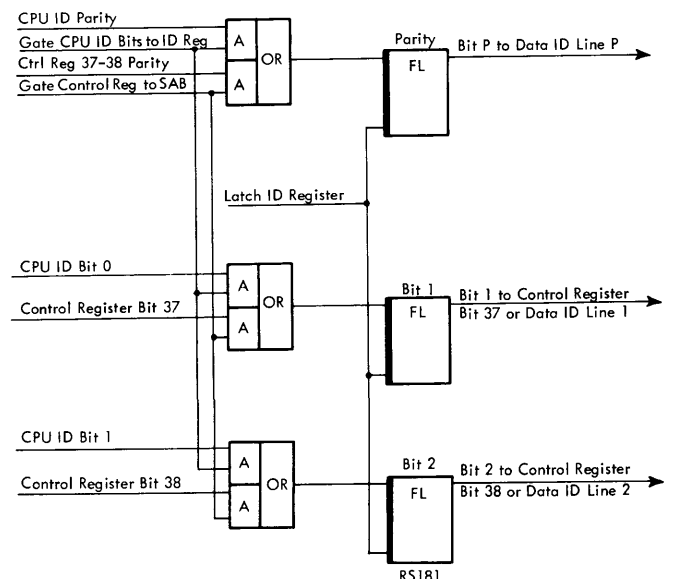 CPU ID Parity
Gate CPU ID Bits to ID Reg
Ctrl Reg 37-38 Parity
Gate Control Reg to SAB
A
A
OR
Parity
FL
Bit P to Data ID Line P
Latch ID Register
CPU ID Bit 0
Control Register Bit 37
A
A
OR
Bit 1
FL
Bit 1 to Control Register
Bit 37 or Data ID Line 1
CPU ID Bit 1
Control Register Bit 38
A
A
OR
Bit 2
FL
Bit 2 to Control Register
Bit 38 or Data ID Line 2
RS181